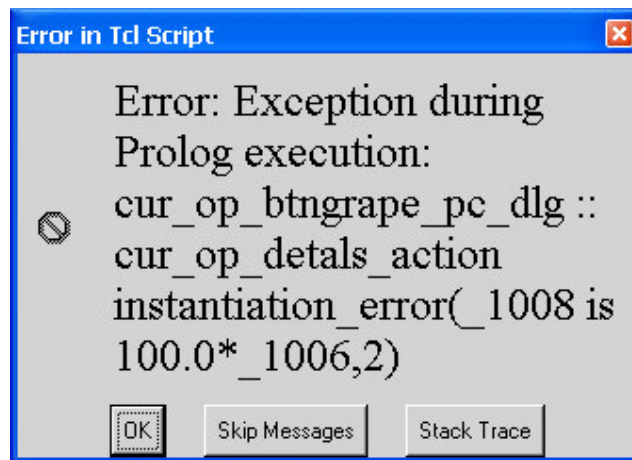 Error in Tcl Script
Error: Exception during
Prolog execution:
cur_op_btngrape_pc_dlg ::
cur_op_detals_action
instantiation_error(_1008 is
100.0*_1006,2)
OK
Skip Messages
Stack Trace